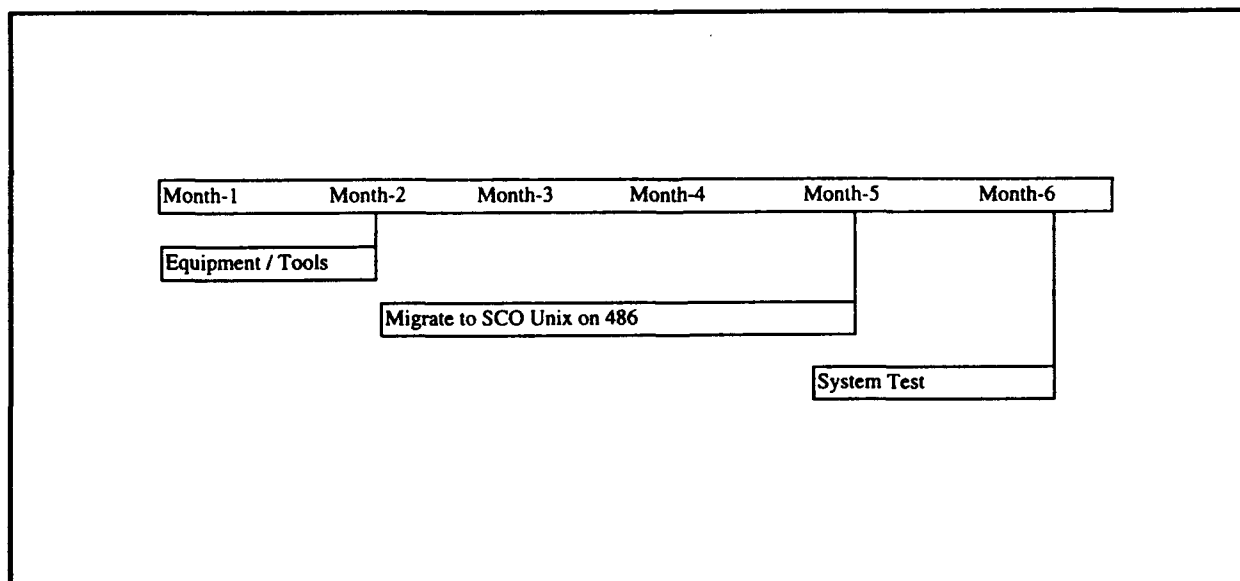 Month-1 Month-2 Month-3 Month-4 Month-5 Month-6
Equipment / Tools
Migrate to SCO Unix on 486
System Test